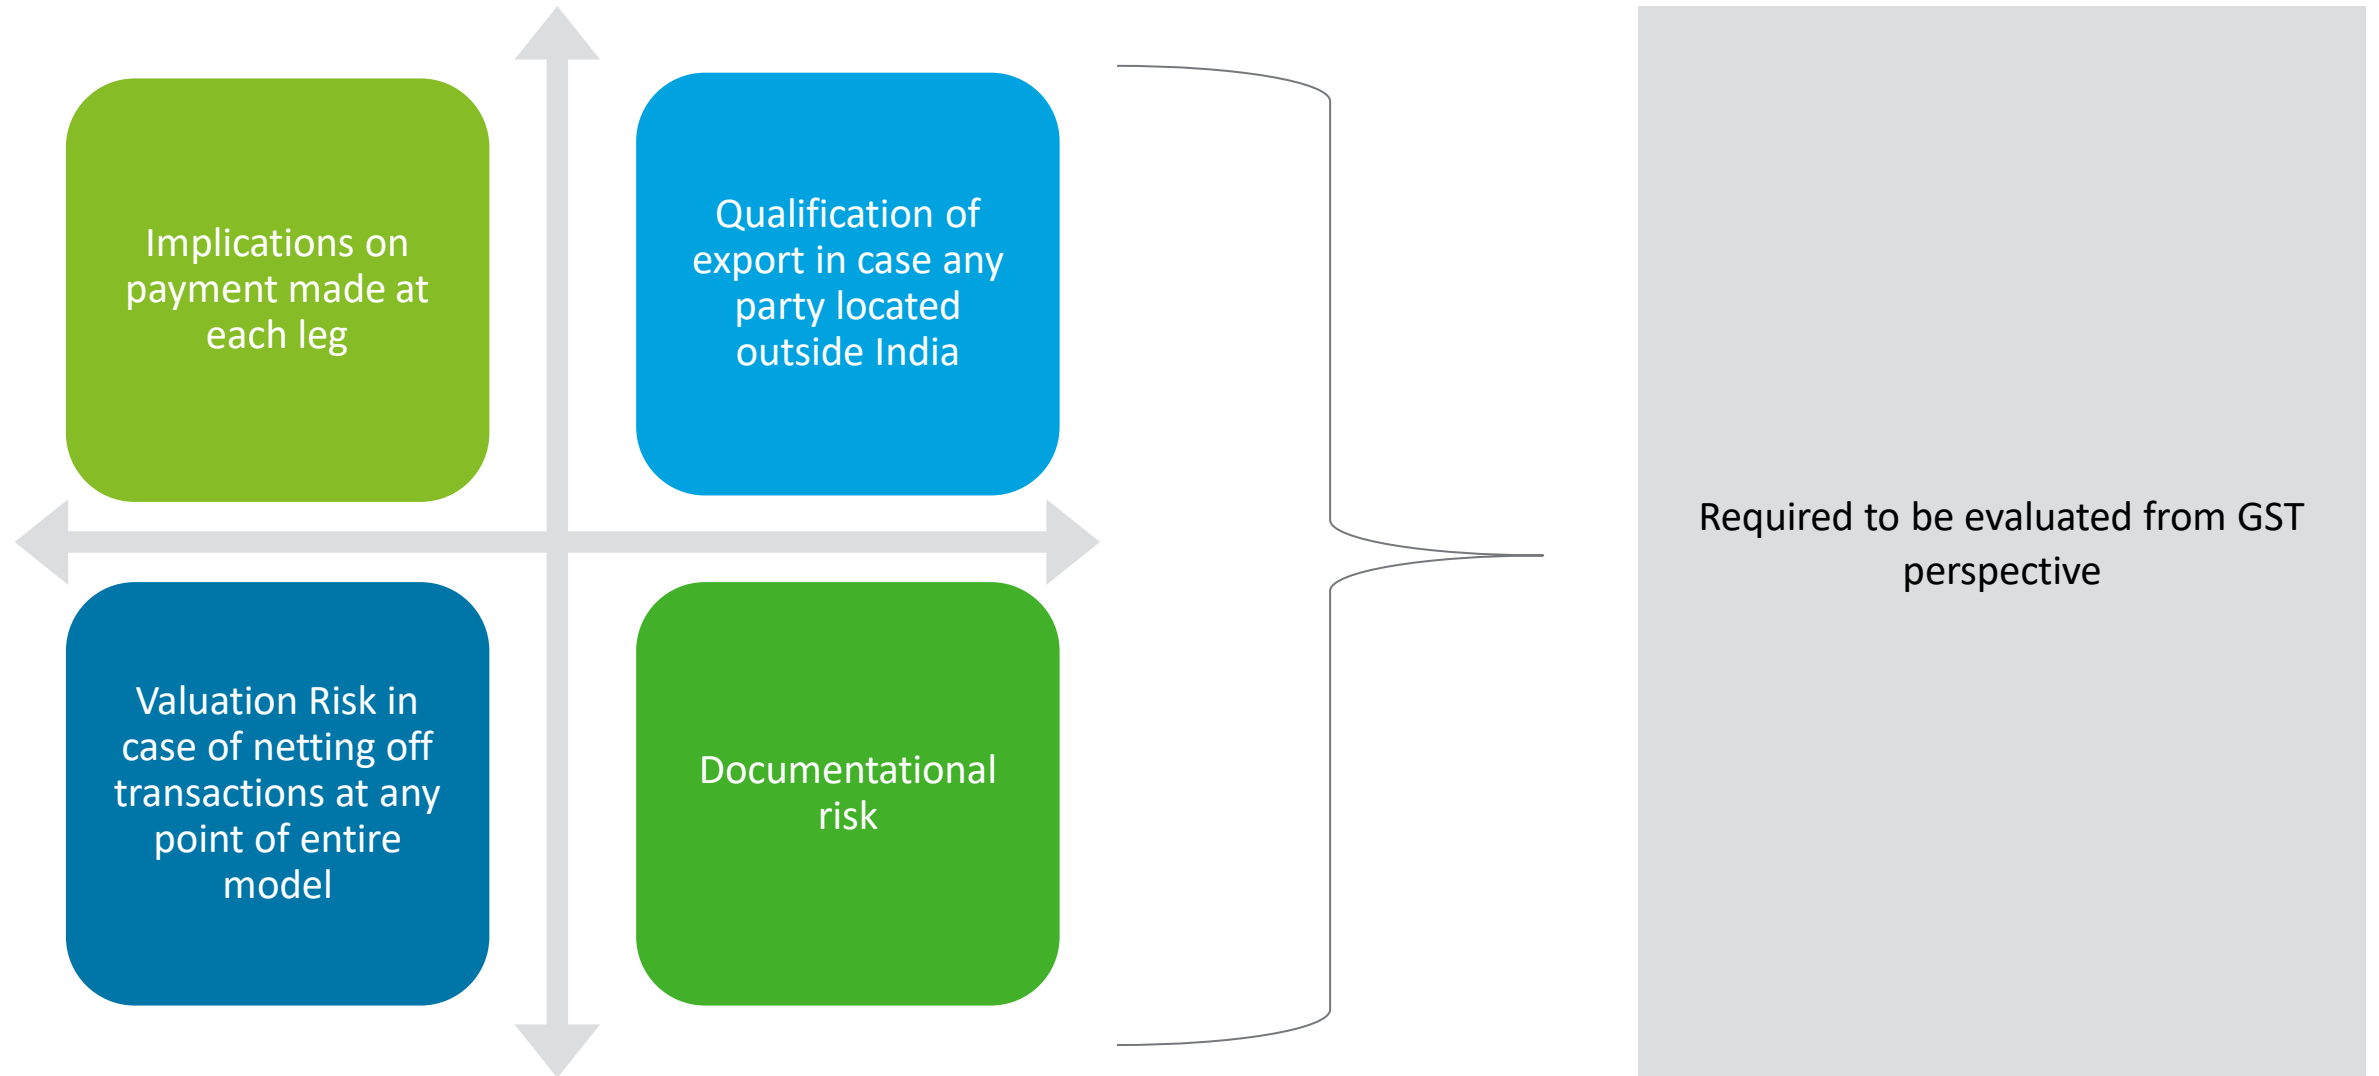 Implications on
payment made at
each leg
Qualification of
export in case any
party located
outside India
Valuation Risk in
case of netting off
transactions at any
point of entire
model
Documentational
risk
Required to be evaluated from GST
perspective